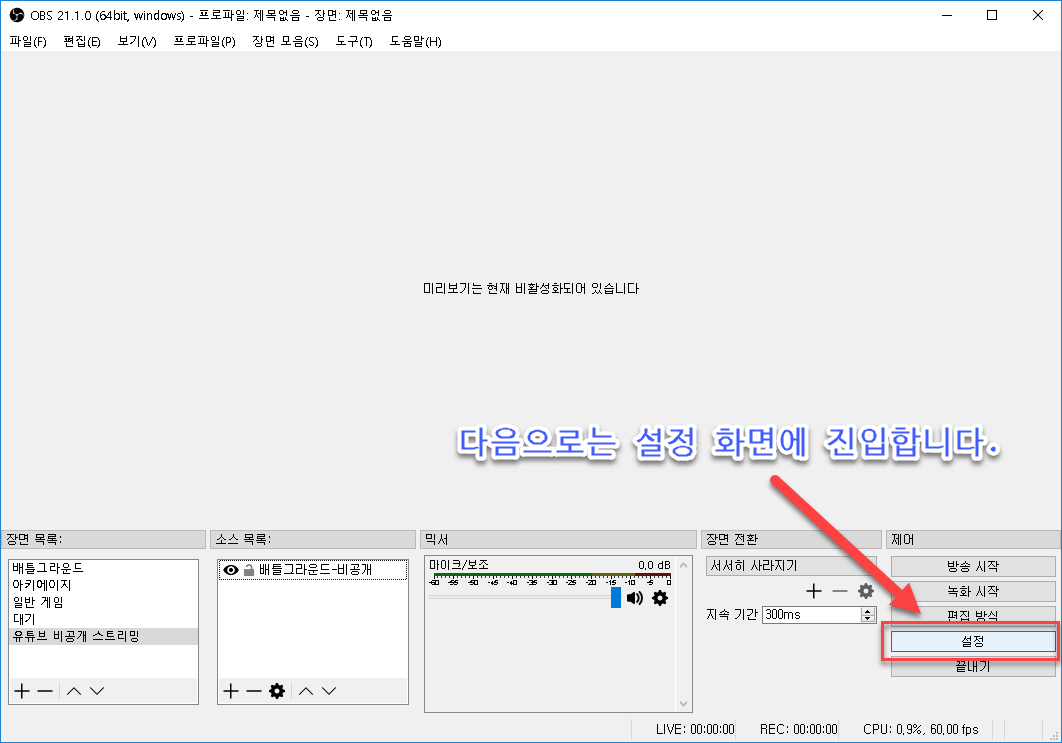 OBS 21.1.0 (64bit, windows) - 프로파일: 제목없음 - 장면: 제목없음
파일(F) 편집(E) 보기(V) 프로파일(P) 장면 모음(S) 도구(T) 도움말(H)
미리보기는 현재 비활성화되어 있습니다
다음으로는 설정 화면에 진입합니다.
장면 목록:
배틀그라운드
아키에이지
일반 게임
대기
유튜브 비공개 스트리밍
소스 목록:
배틀그라운드-비공개
믹서
마이크/보조 0,0 dB
-60 -55 -50 -45 -40 -35 -30 -25 -20 -15 -10 -5 0
장면 전환
서서히 사라지기
지속 기간 300ms
제어
방송 시작
녹화 시작
편집 방식
설정
끝내기
LIVE: 00:00:00 REC: 00:00:00 CPU: 0,9%, 60,00 fps